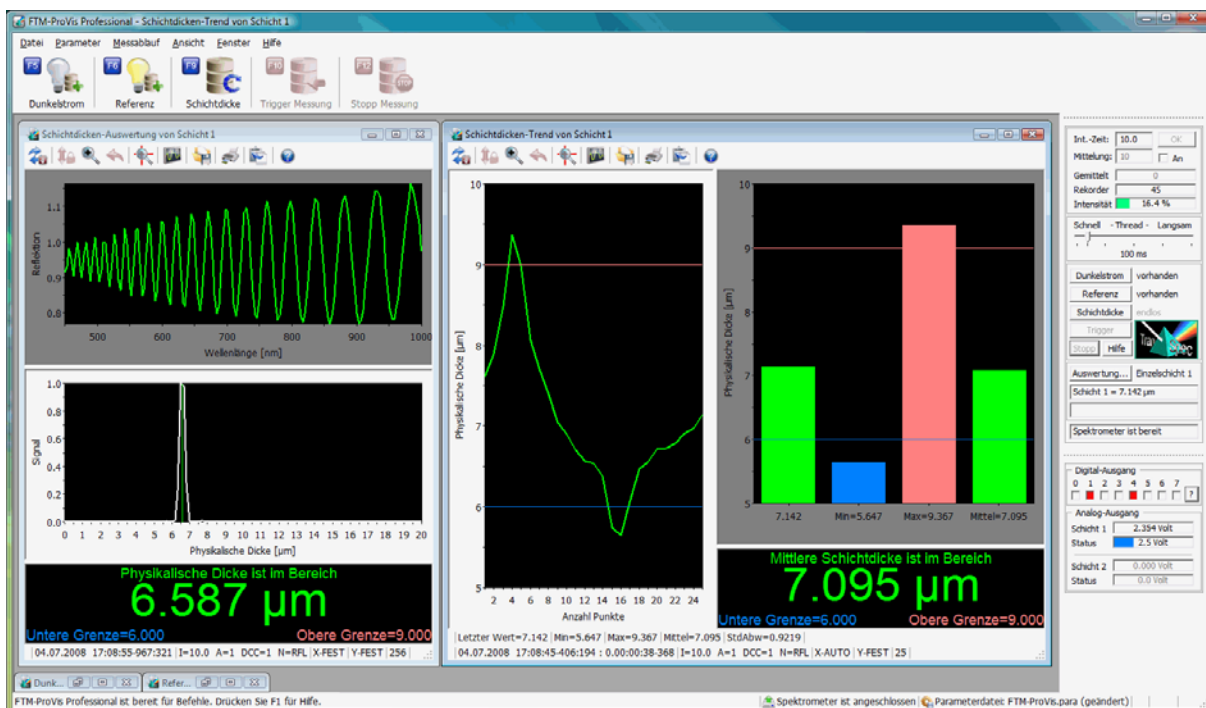 FTM-ProVis Professional - Schichtdicken-Trend von Schicht 1
Datei Parameter Messablauf Ansicht Fenster Hilfe
F5 F6 F9 F10 F12
STOP
Dunkelstrom Referenz Schichtdicke Trigger Messung Stopp Messung
Schichtdicken-Auswertung von Schicht 1
1.1
1.0
0.9
0.8
Reflektion
500 600 700 800 900 1000
Wellenlänge [nm]
1.0
0.8
0.6
0.4
0.2
0.0
Signal
0 1 2 3 4 5 6 7 8 9 10 11 12 13 14 15 16 17 18 19 20
Physikalische Dicke [µm]
Physikalische Dicke ist im Bereich
6.587 µm
Untere Grenze=6.000 Obere Grenze=9.000
04.07.2008 17:08:55-967;321 I=10.0 A=1 DCC=1 N=RFL X-FEST Y-FEST 256
Schichtdicken-Trend von Schicht 1
10
9
8
7
6
5
Physikalische Dicke [µm]
2 4 6 8 10 12 14 16 18 20 22 24
Anzahl Punkte
10
9
8
7
6
5
Physikalische Dicke [µm]
7.142 Min=5.647 Max=9.367 Mittel=7.095
Mittlere Schichtdicke ist im Bereich
7.095 µm
Untere Grenze=6.000 Obere Grenze=9.000
Letzter Wert=7.142 Min=5.647 Max=9.367 Mittel=7.095 StdAbw=0.9219
04.07.2008 17:08:45-406:194 : 0.00:00:38-368 I=10.0 A=1 DCC=1 N=RFL X-AUTO Y-FEST 25
Int.-Zeit: 10.0 OK
Mittelung: 10 An
Gemittelt 0
Rekorder 45
Intensität 16.4 %
Schnell - Thread - Langsam
100 ms
Dunkelstrom vorhanden
Referenz vorhanden
Schichtdicke endlos
Trigger
Stopp Hilfe
Auswertung... Einzelschicht 1
Schicht 1 = 7.142 µm
Spektrometer ist bereit
Digital-Ausgang
0 1 2 3 4 5 6 7
?
Analog-Ausgang
Schicht 1 2.354 Volt
Status 2.5 Volt
Schicht 2 0.000 Volt
Status 0.0 Volt
Dunk... Refer...
FTM-ProVis Professional ist bereit für Befehle. Drücken Sie F1 für Hilfe.
Spektrometer ist angeschlossen Parameterdatei: FTM-ProVis.para (geändert)